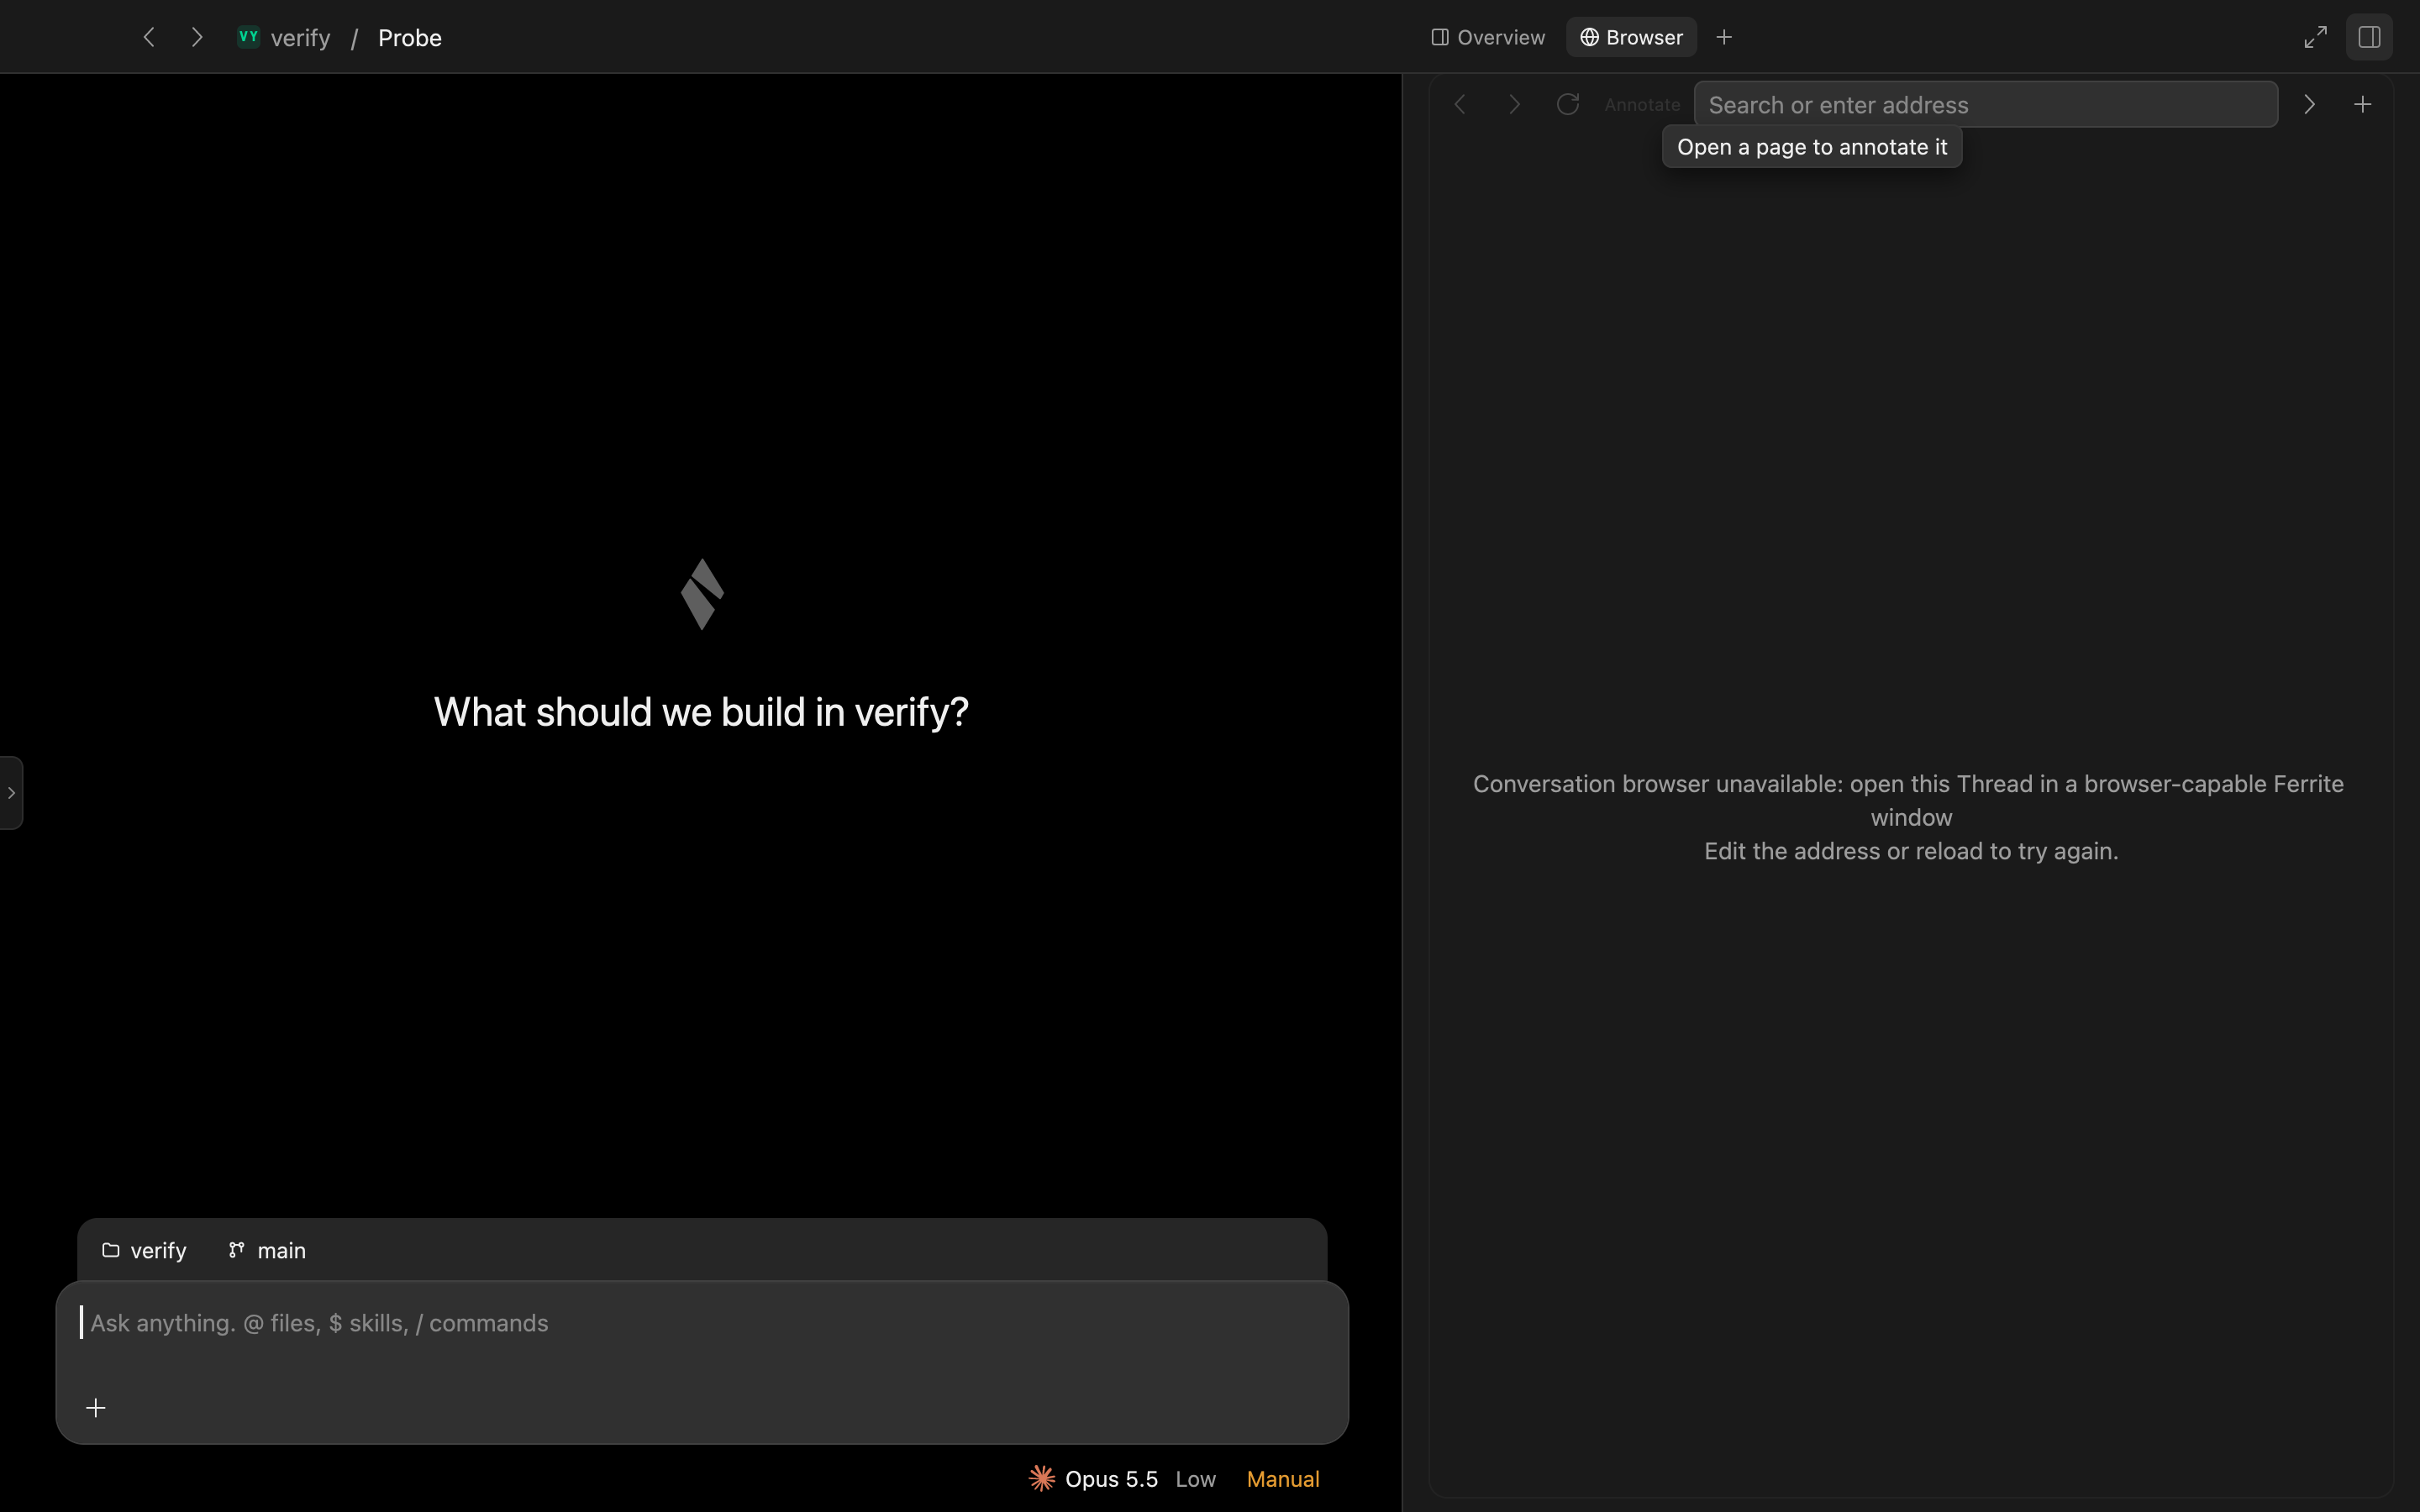 VY verify / Probe
Overview
Browser
Annotate
Search or enter address
Open a page to annotate it
What should we build in verify?
Conversation browser unavailable: open this Thread in a browser-capable Ferrite
window
Edit the address or reload to try again.
verify
main
Ask anything. @ files, $ skills, / commands
Opus 5.5 Low Manual